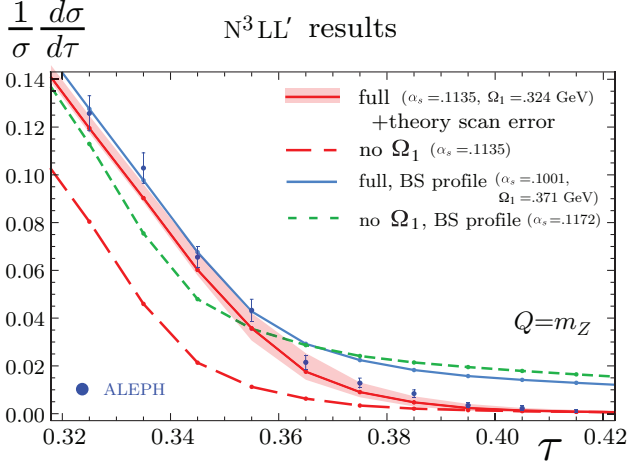 1/σ dσ/dτ
N³LL′ results
0.14
0.12
0.10
0.08
0.06
0.04
0.02
0.00
full (αₛ=.1135, Ω₁=.324 GeV)
+theory scan error
no Ω₁ (αₛ=.1135)
full, BS profile (αₛ=.1001,
Ω₁=.371 GeV)
no Ω₁, BS profile (αₛ=.1172)
Q=m_Z
ALEPH
0.32 0.34 0.36 0.38 0.40 0.42
τ